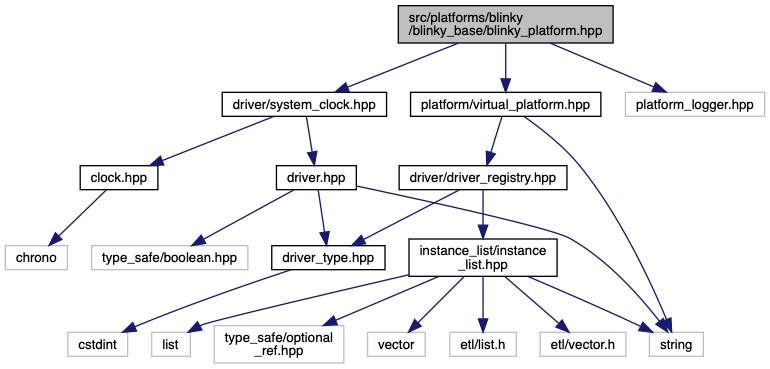 src/platforms/blinky
/blinky_base/blinky_platform.hpp
driver/system_clock.hpp
platform/virtual_platform.hpp
platform_logger.hpp
clock.hpp
driver.hpp
driver/driver_registry.hpp
chrono
type_safe/boolean.hpp
driver_type.hpp
instance_list/instance
_list.hpp
cstdint
list
type_safe/optional
_ref.hpp
vector
etl/list.h
etl/vector.h
string